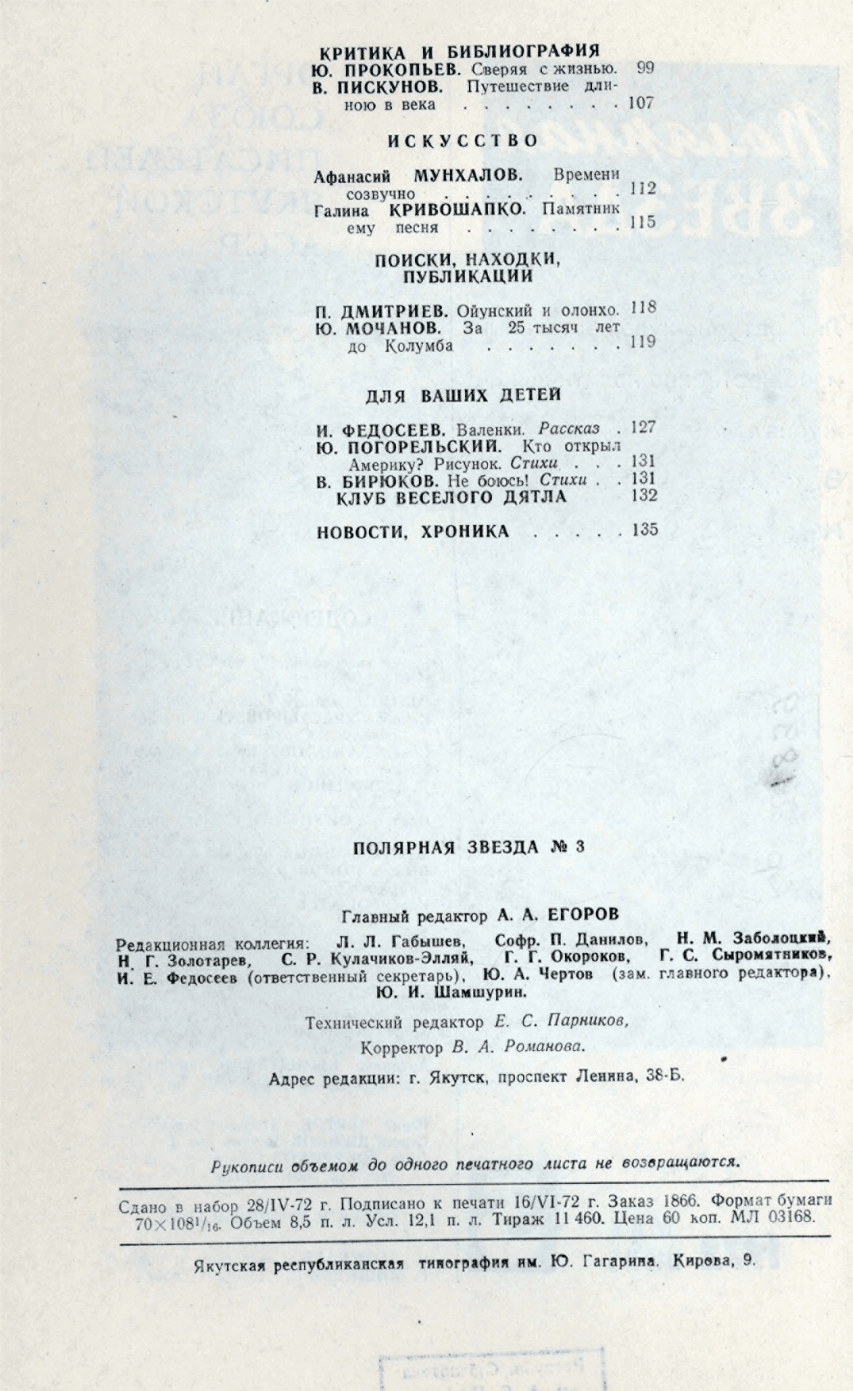 КРИТИКА И БИБЛИОГРАФИЯ
Ю. ПРОКОПЬЕВ. Сверяя с жизнью. 99
В. ПИСКУНОВ. Путешествие дли-
ною в века . . . . . . . . 107
ИСКУССТВО
Афанасий МУНХАЛОВ. Времени
созвучно . . . . . . . . . 112
Галина КРИВОШАПКО. Памятник
ему песня . . . . . . . . 115
ПОИСКИ, НАХОДКИ,
ПУБЛИКАЦИИ
П. ДМИТРИЕВ. Ойунский и олонхо. 118
Ю. МОЧАНОВ. За 25 тысяч лет
до Колумба . . . . . . . 119
ДЛЯ ВАШИХ ДЕТЕЙ
И. ФЕДОСЕЕВ. Валенки. Рассказ . 127
Ю. ПОГОРЕЛЬСКИЙ. Кто открыл
Америку? Рисунок. Стихи . . . 131
В. БИРЮКОВ. Не боюсь! Стихи . . 131
КЛУБ ВЕСЕЛОГО ДЯТЛА 132
НОВОСТИ, ХРОНИКА . . . . . 135
ПОЛЯРНАЯ ЗВЕЗДА № 3
Главный редактор А. А. ЕГОРОВ
Редакционная коллегия: Л. Л. Габышев, Софр. П. Данилов, Н. М. Заболоцкий,
Н. Г. Золотарев, С. Р. Кулачиков-Элляй, Г. Г. Окороков, Г. С. Сыромятников,
И. Е. Федосеев (ответственный секретарь), Ю. А. Чертов (зам. главного редактора),
Ю. И. Шамшурин.
Технический редактор Е. С. Парников,
Корректор В. А. Романова.
Адрес редакции: г. Якутск, проспект Ленина, 38-Б.
Рукописи объемом до одного печатного листа не возвращаются.
Сдано в набор 28/IV-72 г. Подписано к печати 16/VI-72 г. Заказ 1866. Формат бумаги
70×108¹/₁₆. Объем 8,5 п. л. Усл. 12,1 п. л. Тираж 11 460. Цена 60 коп. МЛ 03168.
Якутская республиканская типография им. Ю. Гагарина. Кирова, 9.